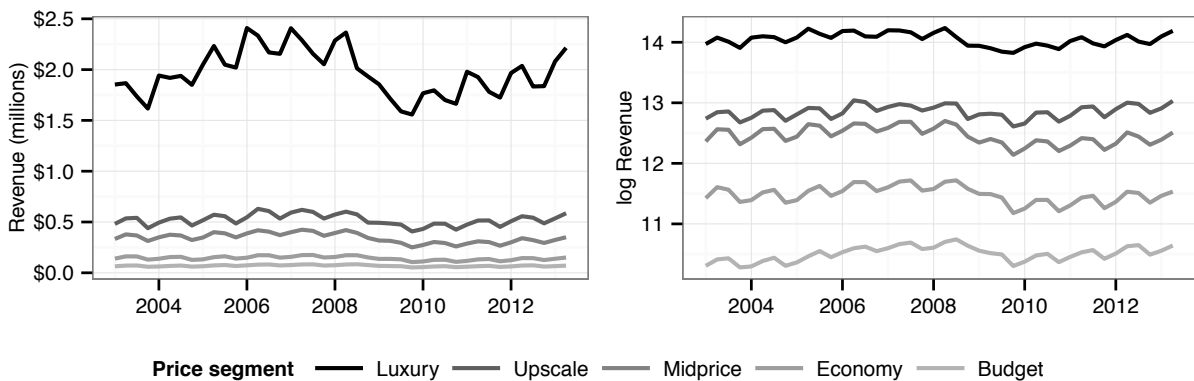 Revenue (millions)
$2.5
$2.0
$1.5
$1.0
$0.5
$0.0
2004 2006 2008 2010 2012
log Revenue
14
13
12
11
2004 2006 2008 2010 2012
Price segment Luxury Upscale Midprice Economy Budget